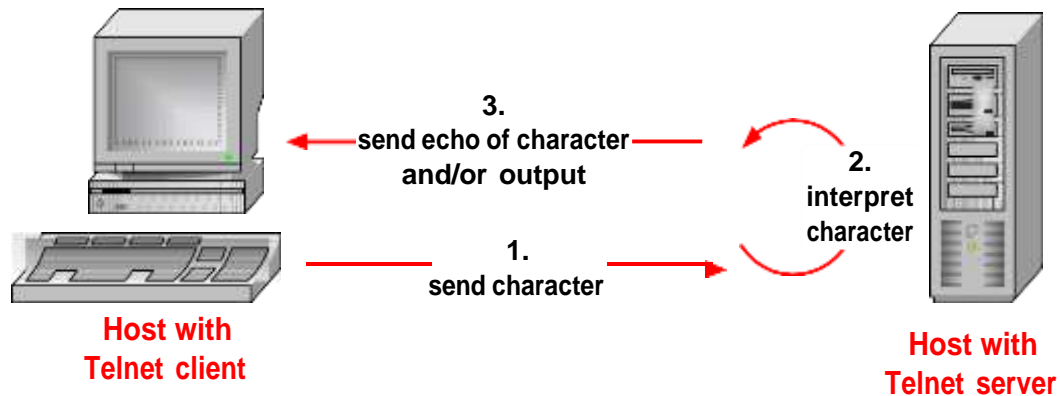 3.
send echo of character
and/or output
2.
interpret
character
1.
send character
Host with
Telnet client
Host with
Telnet server